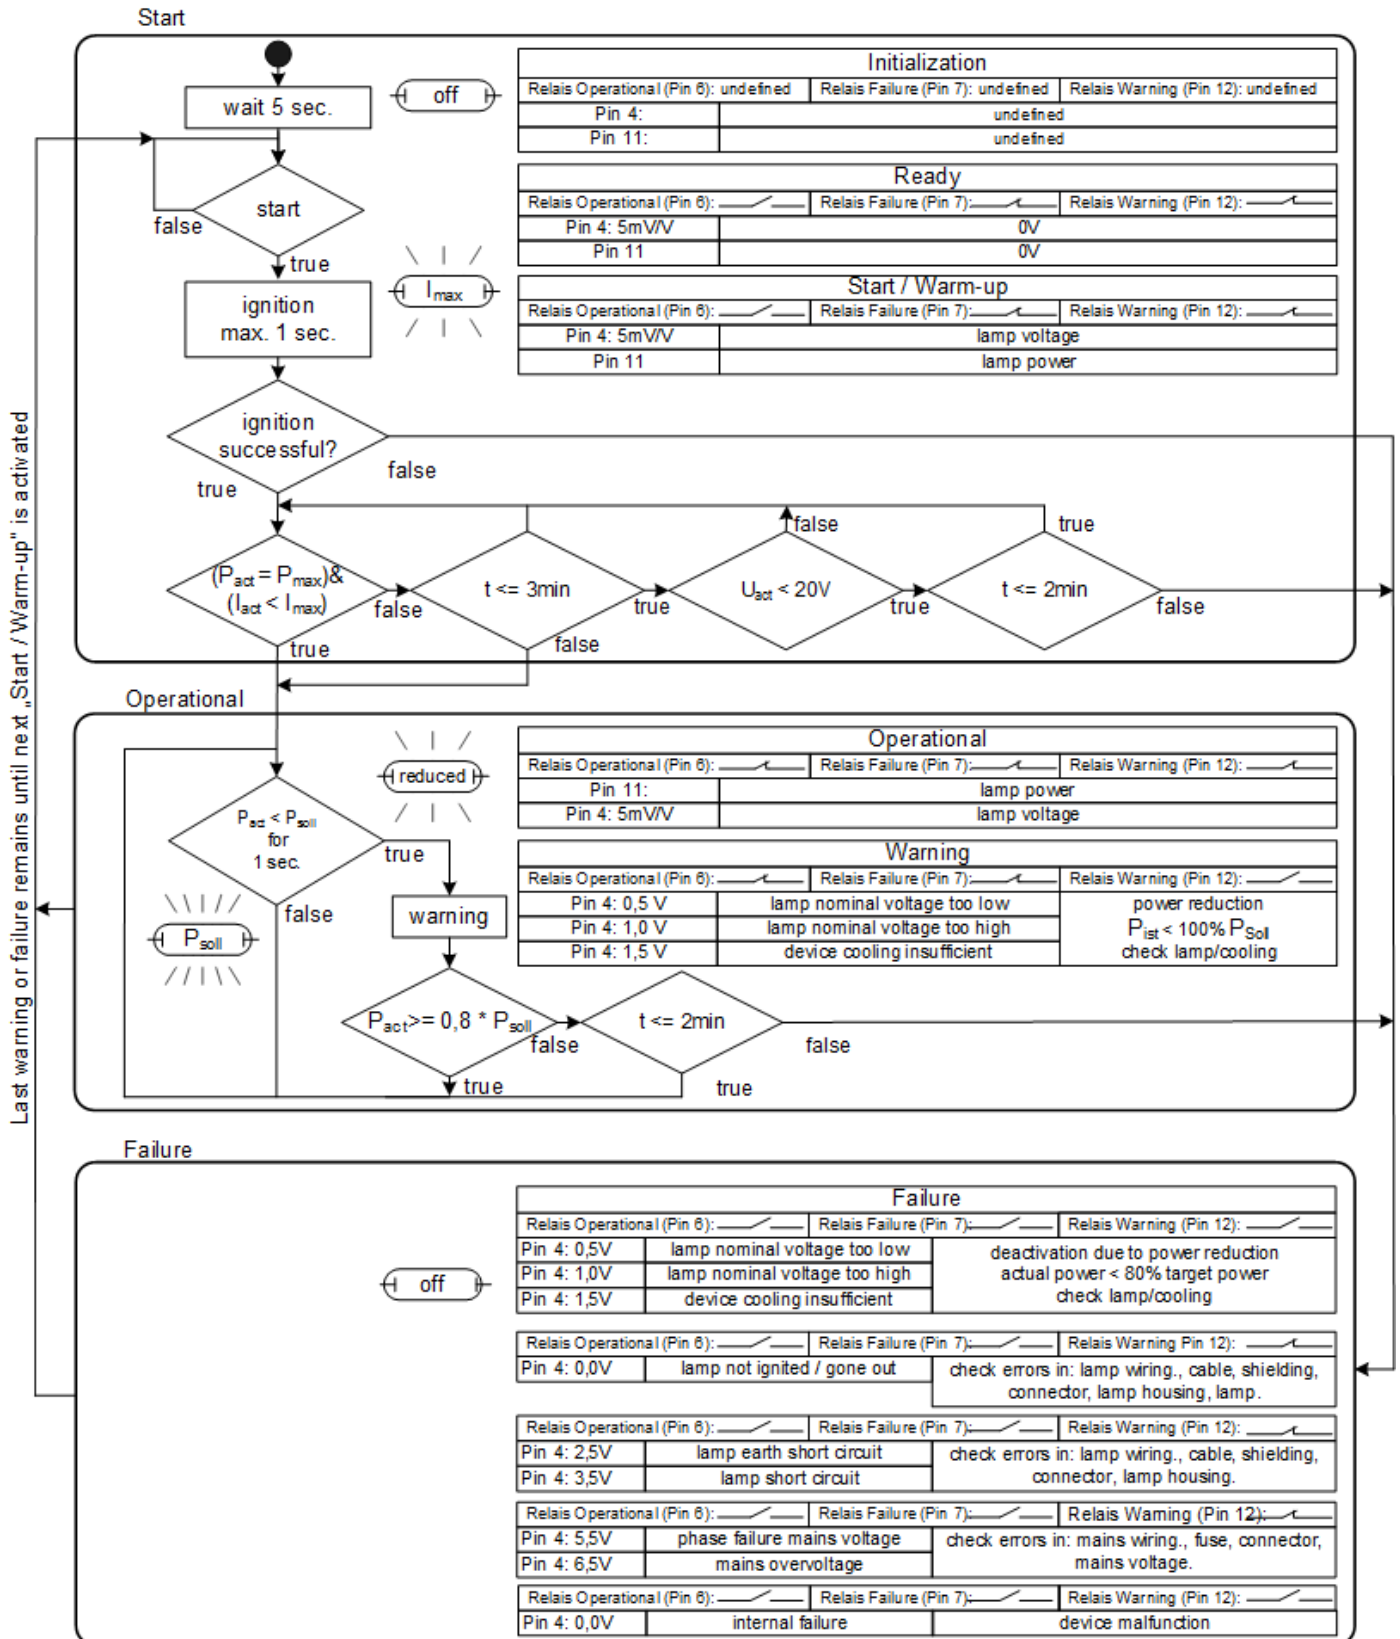 Start
wait 5 sec.
off
Initialization
Relais Operational (Pin 6): undefined Relais Failure (Pin 7): undefined Relais Warning (Pin 12): undefined
Pin 4: undefined
Pin 11: undefined
start
false
true
Ready
Relais Operational (Pin 6): Relais Failure (Pin 7): Relais Warning (Pin 12):
Pin 4: 5mV/V 0V
Pin 11 0V
ignition
max. 1 sec.
Imax
Start / Warm-up
Relais Operational (Pin 6): Relais Failure (Pin 7): Relais Warning (Pin 12):
Pin 4: 5mV/V lamp voltage
Pin 11 lamp power
ignition
successful?
false
true
(Pact = Pmax)&
(Iact < Imax)
false
true
t <= 3min
true
false
Uact < 20V
false
true
t <= 2min
true
false
Last warning or failure remains until next „Start / Warm-up" is activated
Operational
reduced
Operational
Relais Operational (Pin 6): Relais Failure (Pin 7): Relais Warning (Pin 12):
Pin 11: lamp power
Pin 4: 5mV/V lamp voltage
Pact < Psoll
for
1 sec.
true
false
Psoll
warning
Warning
Relais Operational (Pin 6): Relais Failure (Pin 7): Relais Warning (Pin 12):
Pin 4: 0,5 V lamp nominal voltage too low
Pin 4: 1,0 V lamp nominal voltage too high
Pin 4: 1,5 V device cooling insufficient
power reduction
Pist < 100% PSoll
check lamp/cooling
Pact>= 0,8 * Psoll
false
true
t <= 2min
false
true
Failure
off
Failure
Relais Operational (Pin 6): Relais Failure (Pin 7): Relais Warning (Pin 12):
Pin 4: 0,5V lamp nominal voltage too low
Pin 4: 1,0V lamp nominal voltage too high
Pin 4: 1,5V device cooling insufficient
deactivation due to power reduction
actual power < 80% target power
check lamp/cooling
Relais Operational (Pin 6): Relais Failure (Pin 7): Relais Warning Pin 12):
Pin 4: 0,0V lamp not ignited / gone out
check errors in: lamp wiring., cable, shielding,
connector, lamp housing, lamp.
Relais Operational (Pin 6): Relais Failure (Pin 7): Relais Warning (Pin 12):
Pin 4: 2,5V lamp earth short circuit
Pin 4: 3,5V lamp short circuit
check errors in: lamp wiring., cable, shielding,
connector, lamp housing.
Relais Operational (Pin 6): Relais Failure (Pin 7): Relais Warning (Pin 12):
Pin 4: 5,5V phase failure mains voltage
Pin 4: 6,5V mains overvoltage
check errors in: mains wiring., fuse, connector,
mains voltage.
Relais Operational (Pin 6): Relais Failure (Pin 7): Relais Warning (Pin 12):
Pin 4: 0,0V internal failure device malfunction